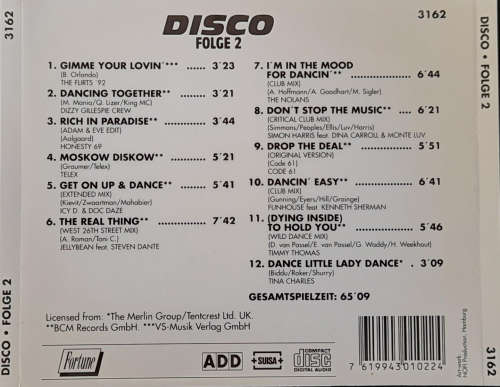 DISCO
FOLGE 2
3162
3162
DISCO • FOLGE 2
1. GIMME YOUR LOVIN´*** ...... 3´23
(B. Orlando)
THE FLIRTS ´92
2. DANCING TOGETHER** ....... 3´21
(M. Mania/Q. Lizer/King MC)
DIZZY GILLESPIE CREW
3. RICH IN PARADISE** ........... 3´44
(ADAM & EVE EDIT)
(Aalgaard)
HONESTY 69
4. MOSKOW DISKOW** ........... 5´21
(Graumer/Telex)
TELEX
5. GET ON UP & DANCE** ....... 5´41
(EXTENDED MIX)
(Kievit/Zwaartman/Mahabier)
ICY D. & DOC DAZE
6. THE REAL THING** ............. 7´42
(WEST 26TH STREET MIX)
(A. Roman/Toni C.)
JELLYBEAN feat. STEVEN DANTE
7. I´M IN THE MOOD
FOR DANCIN´** .................. 6´44
(CLUB MIX)
(A. Hoffmann/A. Goodhart/M. Sigler)
THE NOLANS
8. DON´T STOP THE MUSIC** .... 6´21
(CRITICAL CLUB MIX)
(Simmons/Peoples/Ellis/Luv/Harris)
SIMON HARRIS feat. DINA CARROLL & MONTE LUV
9. DROP THE DEAL** ............... 5´51
(ORIGINAL VERSION)
(Code 61)
CODE 61
10. DANCIN´ EASY** ................. 6´41
(CLUB MIX)
(Gunning/Eyers/Hill/Grainge)
FUNHOUSE feat. KENNETH SHERMAN
11. (DYING INSIDE)
TO HOLD YOU** ................. 5´46
(WILD DANCE MIX)
(D. van Passel/E. van Passel/G. Waddy/H. Weekhout)
TIMMY THOMAS
12. DANCE LITTLE LADY DANCE* . 3´09
(Biddu/Roker/Shurry)
TINA CHARLES
GESAMTSPIELZEIT: 65´09
Licensed from: *The Merlin Group/Tentcrest Ltd. UK.
**BCM Records GmbH. ***VS-Musik Verlag GmbH
Fortune
ADD
+ SUISA +
COMPACT
disc
DIGITAL AUDIO
7 619943 010224
DISCO • FOLGE 2
3162
Art-work:
NOR Production, Hamburg